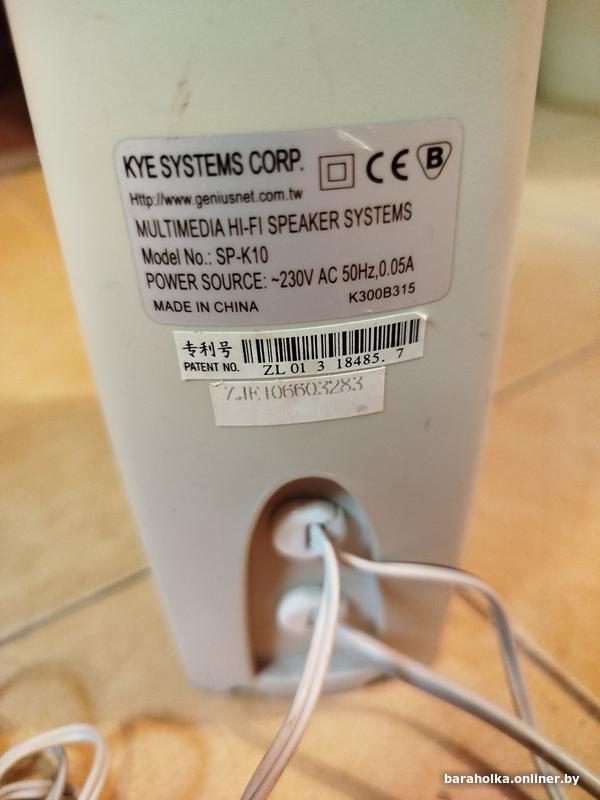 KYE SYSTEMS CORP.
CE B
Http://www.geniusnet.com.tw
MULTIMEDIA HI-FI SPEAKER SYSTEMS
Model No.: SP-K10
POWER SOURCE: ~230V AC 50Hz,0.05A
MADE IN CHINA K300B315
专利号
PATENT NO. ZL 01 3 18485. 7
ZJE106603283
baraholka.onliner.by